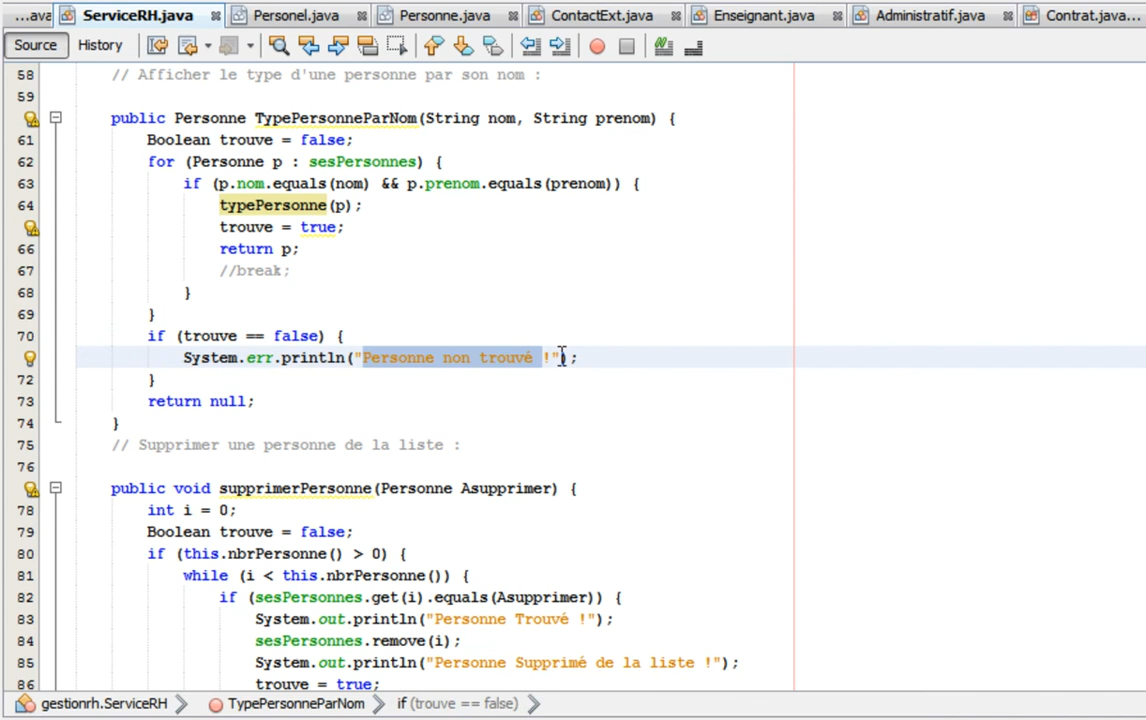 ...ava ServiceRH.java Personel.java Personne.java ContactExt.java Enseignant.java Administratif.java Contrat.java...
Source History
58 // Afficher le type d'une personne par son nom :
59
public Personne TypePersonneParNom(String nom, String prenom) {
61 Boolean trouve = false;
62 for (Personne p : sesPersonnes) {
63 if (p.nom.equals(nom) && p.prenom.equals(prenom)) {
64 typePersonne(p);
trouve = true;
66 return p;
67 //break;
68 }
69 }
70 if (trouve == false) {
System.err.println("Personne non trouvé !");
72 }
73 return null;
74 }
75 // Supprimer une personne de la liste :
76
public void supprimerPersonne(Personne Asupprimer) {
78 int i = 0;
79 Boolean trouve = false;
80 if (this.nbrPersonne() > 0) {
81 while (i < this.nbrPersonne()) {
82 if (sesPersonnes.get(i).equals(Asupprimer)) {
83 System.out.println("Personne Trouvé !");
84 sesPersonnes.remove(i);
85 System.out.println("Personne Supprimé de la liste !");
86 trouve = true;
gestionrh.ServiceRH TypePersonneParNom if (trouve == false)